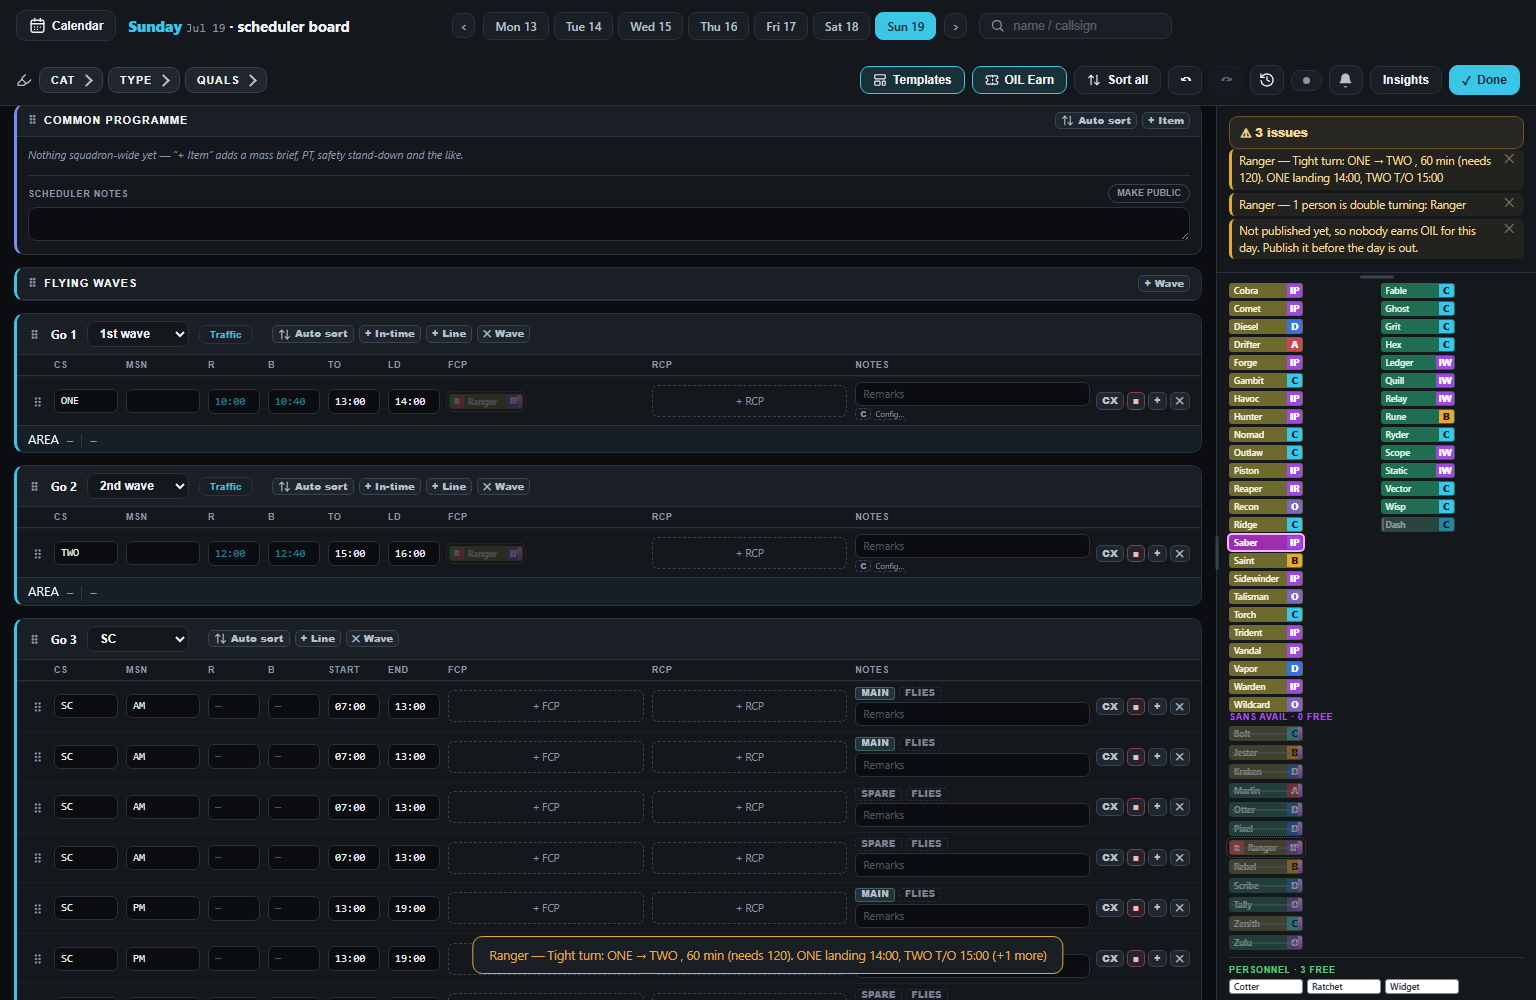 Calendar
Sunday Jul 19 · scheduler board
‹ Mon 13 Tue 14 Wed 15 Thu 16 Fri 17 Sat 18 Sun 19 ›
name / callsign
CAT TYPE QUALS
Templates OIL Earn Sort all Insights ✓ Done
COMMON PROGRAMME
Auto sort + Item
Nothing squadron-wide yet — "+ Item" adds a mass brief, PT, safety stand-down and the like.
SCHEDULER NOTES MAKE PUBLIC
FLYING WAVES + Wave
Go 1 1st wave Traffic Auto sort + In-time + Line × Wave
CS MSN R B TO LD FCP RCP NOTES
ONE 10:00 10:40 13:00 14:00 R Ranger IP + RCP Remarks CX ■ + ×
C Config...
AREA – | –
Go 2 2nd wave Traffic Auto sort + In-time + Line × Wave
CS MSN R B TO LD FCP RCP NOTES
TWO 12:00 12:40 15:00 16:00 R Ranger IP + RCP Remarks CX ■ + ×
C Config...
AREA – | –
Go 3 SC Auto sort + Line × Wave
CS MSN R B START END FCP RCP NOTES
MAIN FLIES
SC AM – – 07:00 13:00 + FCP + RCP Remarks CX ■ + ×
MAIN FLIES
SC AM – – 07:00 13:00 + FCP + RCP Remarks CX ■ + ×
SPARE FLIES
SC AM – – 07:00 13:00 + FCP + RCP Remarks CX ■ + ×
SPARE FLIES
SC AM – – 07:00 13:00 + FCP + RCP Remarks CX ■ + ×
MAIN FLIES
SC PM – – 13:00 19:00 + FCP + RCP Remarks CX ■ + ×
SC PM – – 13:00 19:00 CX ■ + ×
SPARE FLIES
Ranger — Tight turn: ONE → TWO , 60 min (needs 120). ONE landing 14:00, TWO T/O 15:00 (+1 more)
⚠ 3 issues
Ranger — Tight turn: ONE → TWO , 60 min (needs
120). ONE landing 14:00, TWO T/O 15:00
Ranger — 1 person is double turning: Ranger
Not published yet, so nobody earns OIL for this
day. Publish it before the day is out.
Cobra IP
Comet IP
Diesel D
Drifter A
Forge IP
Gambit C
Havoc IP
Hunter IP
Nomad C
Outlaw C
Piston IP
Reaper IR
Recon O
Ridge C
Saber IP
Saint B
Sidewinder IP
Talisman O
Torch C
Trident IP
Vandal IP
Vapor D
Warden IP
Wildcard O
Fable C
Ghost C
Grit C
Hex C
Ledger IW
Quill IW
Relay IW
Rune B
Ryder C
Scope IW
Static IW
Vector C
Wisp C
Dash C
SANS AVAIL · 0 FREE
Bolt C
Jester B
Kraken D
Marlin A
Otter D
Pixel D
R Ranger IP
Rebel B
Scribe D
Tally O
Zenith C
Zulu O
PERSONNEL · 3 FREE
Cotter Ratchet Widget